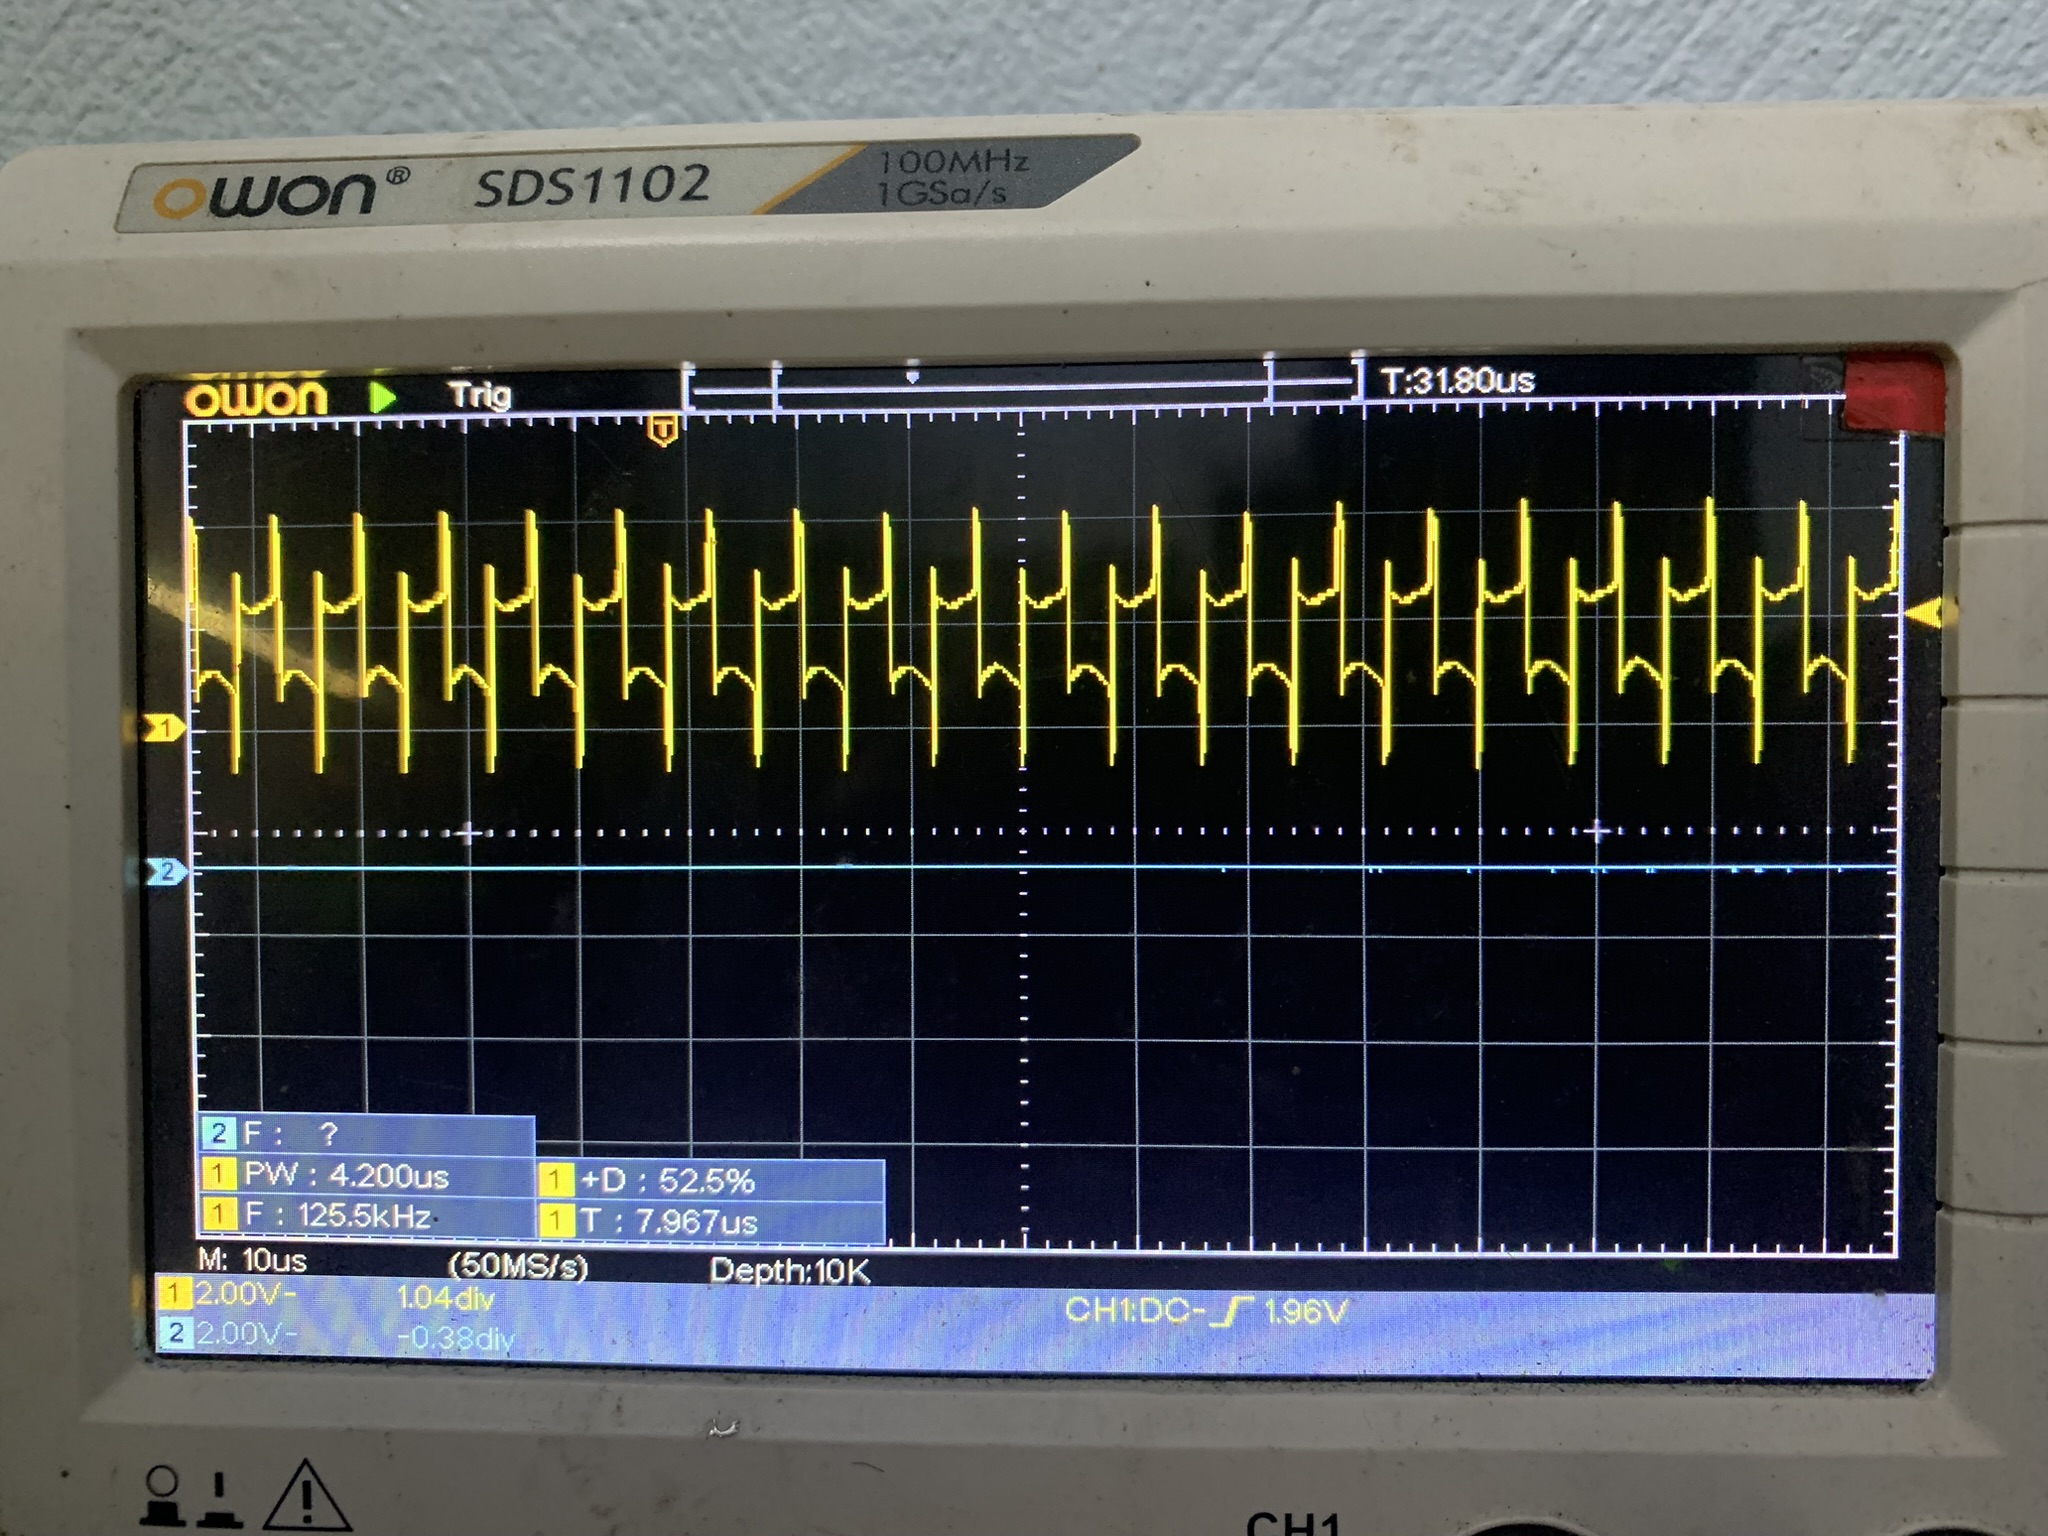 owon® SDS1102 100MHz
1GSa/s
owon Trig T:31.80us
T
1
2
2 F : ?
1 PW : 4.200us 1 +D : 52.5%
1 F : 125.5kHz 1 T : 7.967us
M: 10us (50MS/s) Depth:10K
1 2.00V- 1.04div CH1:DC- 1.96V
2 2.00V- -0.38div
CH1